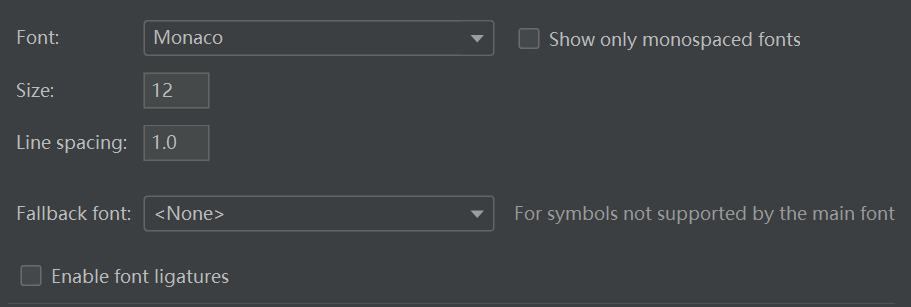 Font: Monaco Show only monospaced fonts
Size: 12
Line spacing: 1.0
Fallback font: <None> For symbols not supported by the main font
Enable font ligatures